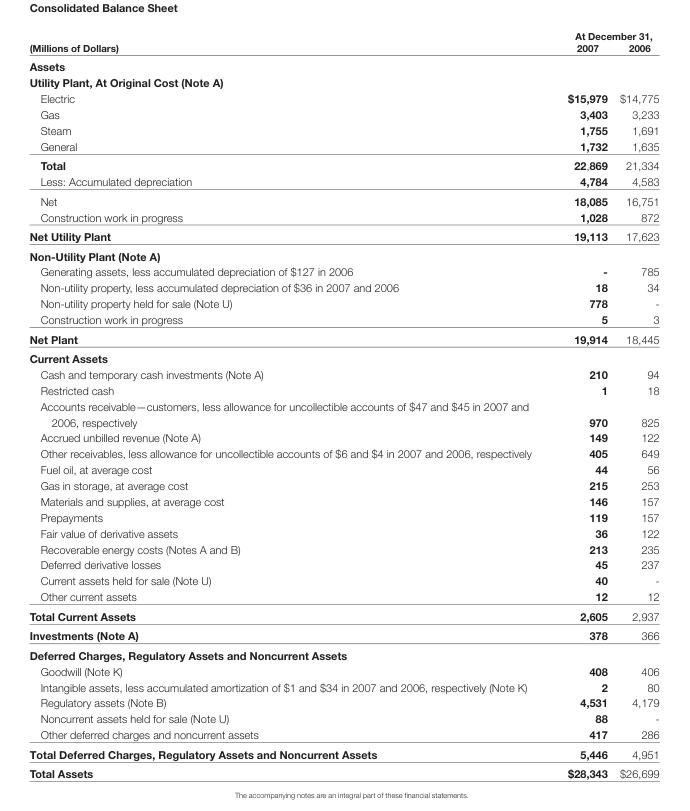 Consolidated Balance Sheet
At December 31,
(Millions of Dollars) 2007 2006
Assets
Utility Plant, At Original Cost (Note A)
Electric $15,979 $14,775
Gas 3,403 3,233
Steam 1,755 1,691
General 1,732 1,635
Total 22,869 21,334
Less: Accumulated depreciation 4,784 4,583
Net 18,085 16,751
Construction work in progress 1,028 872
Net Utility Plant 19,113 17,623
Non-Utility Plant (Note A)
Generating assets, less accumulated depreciation of $127 in 2006 - 785
Non-utility property, less accumulated depreciation of $36 in 2007 and 2006 18 34
Non-utility property held for sale (Note U) 778 -
Construction work in progress 5 3
Net Plant 19,914 18,445
Current Assets
Cash and temporary cash investments (Note A) 210 94
Restricted cash 1 18
Accounts receivable—customers, less allowance for uncollectible accounts of $47 and $45 in 2007 and
2006, respectively 970 825
Accrued unbilled revenue (Note A) 149 122
Other receivables, less allowance for uncollectible accounts of $6 and $4 in 2007 and 2006, respectively 405 649
Fuel oil, at average cost 44 56
Gas in storage, at average cost 215 253
Materials and supplies, at average cost 146 157
Prepayments 119 157
Fair value of derivative assets 36 122
Recoverable energy costs (Notes A and B) 213 235
Deferred derivative losses 45 237
Current assets held for sale (Note U) 40 -
Other current assets 12 12
Total Current Assets 2,605 2,937
Investments (Note A) 378 366
Deferred Charges, Regulatory Assets and Noncurrent Assets
Goodwill (Note K) 408 406
Intangible assets, less accumulated amortization of $1 and $34 in 2007 and 2006, respectively (Note K) 2 80
Regulatory assets (Note B) 4,531 4,179
Noncurrent assets held for sale (Note U) 88 -
Other deferred charges and noncurrent assets 417 286
Total Deferred Charges, Regulatory Assets and Noncurrent Assets 5,446 4,951
Total Assets $28,343 $26,699
The accompanying notes are an integral part of these financial statements.